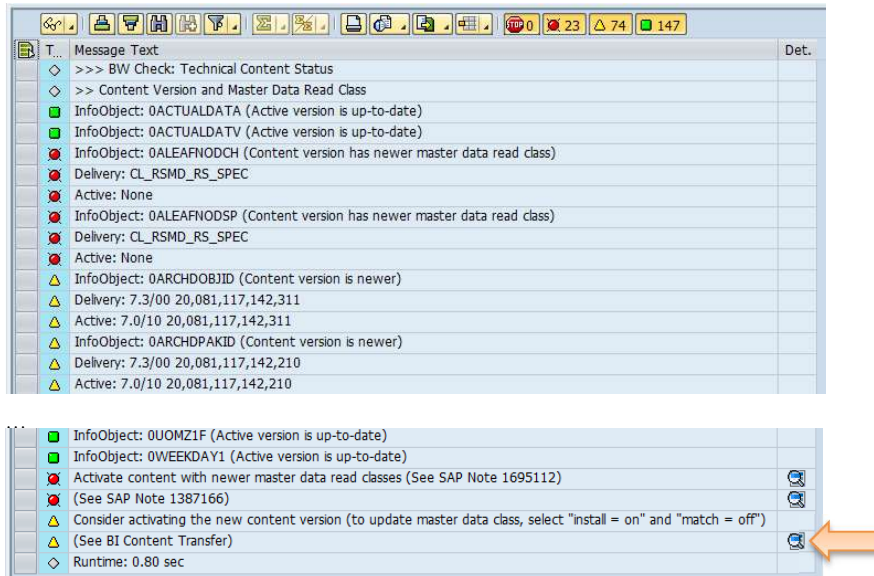 STOP 0 23 74 147
T... Message Text Det.
>>> BW Check: Technical Content Status
>> Content Version and Master Data Read Class
InfoObject: 0ACTUALDATA (Active version is up-to-date)
InfoObject: 0ACTUALDATV (Active version is up-to-date)
InfoObject: 0ALEAFNODCH (Content version has newer master data read class)
Delivery: CL_RSMD_RS_SPEC
Active: None
InfoObject: 0ALEAFNODSP (Content version has newer master data read class)
Delivery: CL_RSMD_RS_SPEC
Active: None
InfoObject: 0ARCHDOBJID (Content version is newer)
Delivery: 7.3/00 20,081,117,142,311
Active: 7.0/10 20,081,117,142,311
InfoObject: 0ARCHDPAKID (Content version is newer)
Delivery: 7.3/00 20,081,117,142,210
Active: 7.0/10 20,081,117,142,210
...
InfoObject: 0UOMZ1F (Active version is up-to-date)
InfoObject: 0WEEKDAY1 (Active version is up-to-date)
Activate content with newer master data read classes (See SAP Note 1695112)
(See SAP Note 1387166)
Consider activating the new content version (to update master data class, select "install = on" and "match = off")
(See BI Content Transfer)
Runtime: 0.80 sec